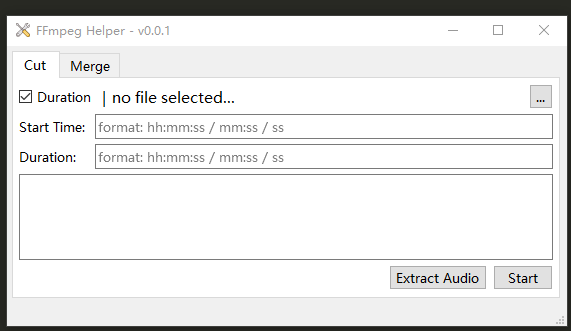 FFmpeg Helper - v0.0.1
Cut Merge
Duration | no file selected... ...
Start Time: format: hh:mm:ss / mm:ss / ss
Duration: format: hh:mm:ss / mm:ss / ss
Extract Audio Start